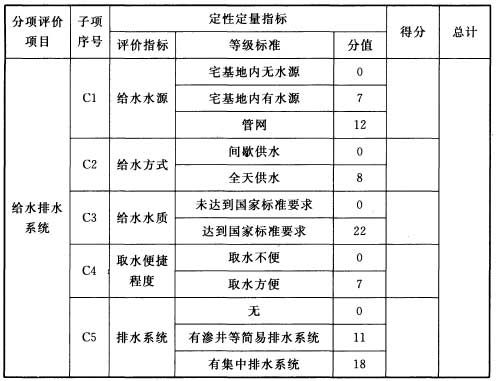 分项评价项目 子项序号 定性定量指标 得分 总计
评价指标 等级标准 分值
给水排水系统
C1 给水水源
宅基地内无水源 0
宅基地内有水源 7
管网 12
C2 给水方式
间歇供水 0
全天供水 8
C3 给水水质
未达到国家标准要求 0
达到国家标准要求 22
C4 取水便捷程度
取水不便 0
取水方便 7
C5 排水系统
无 0
有渗井等简易排水系统 11
有集中排水系统 18